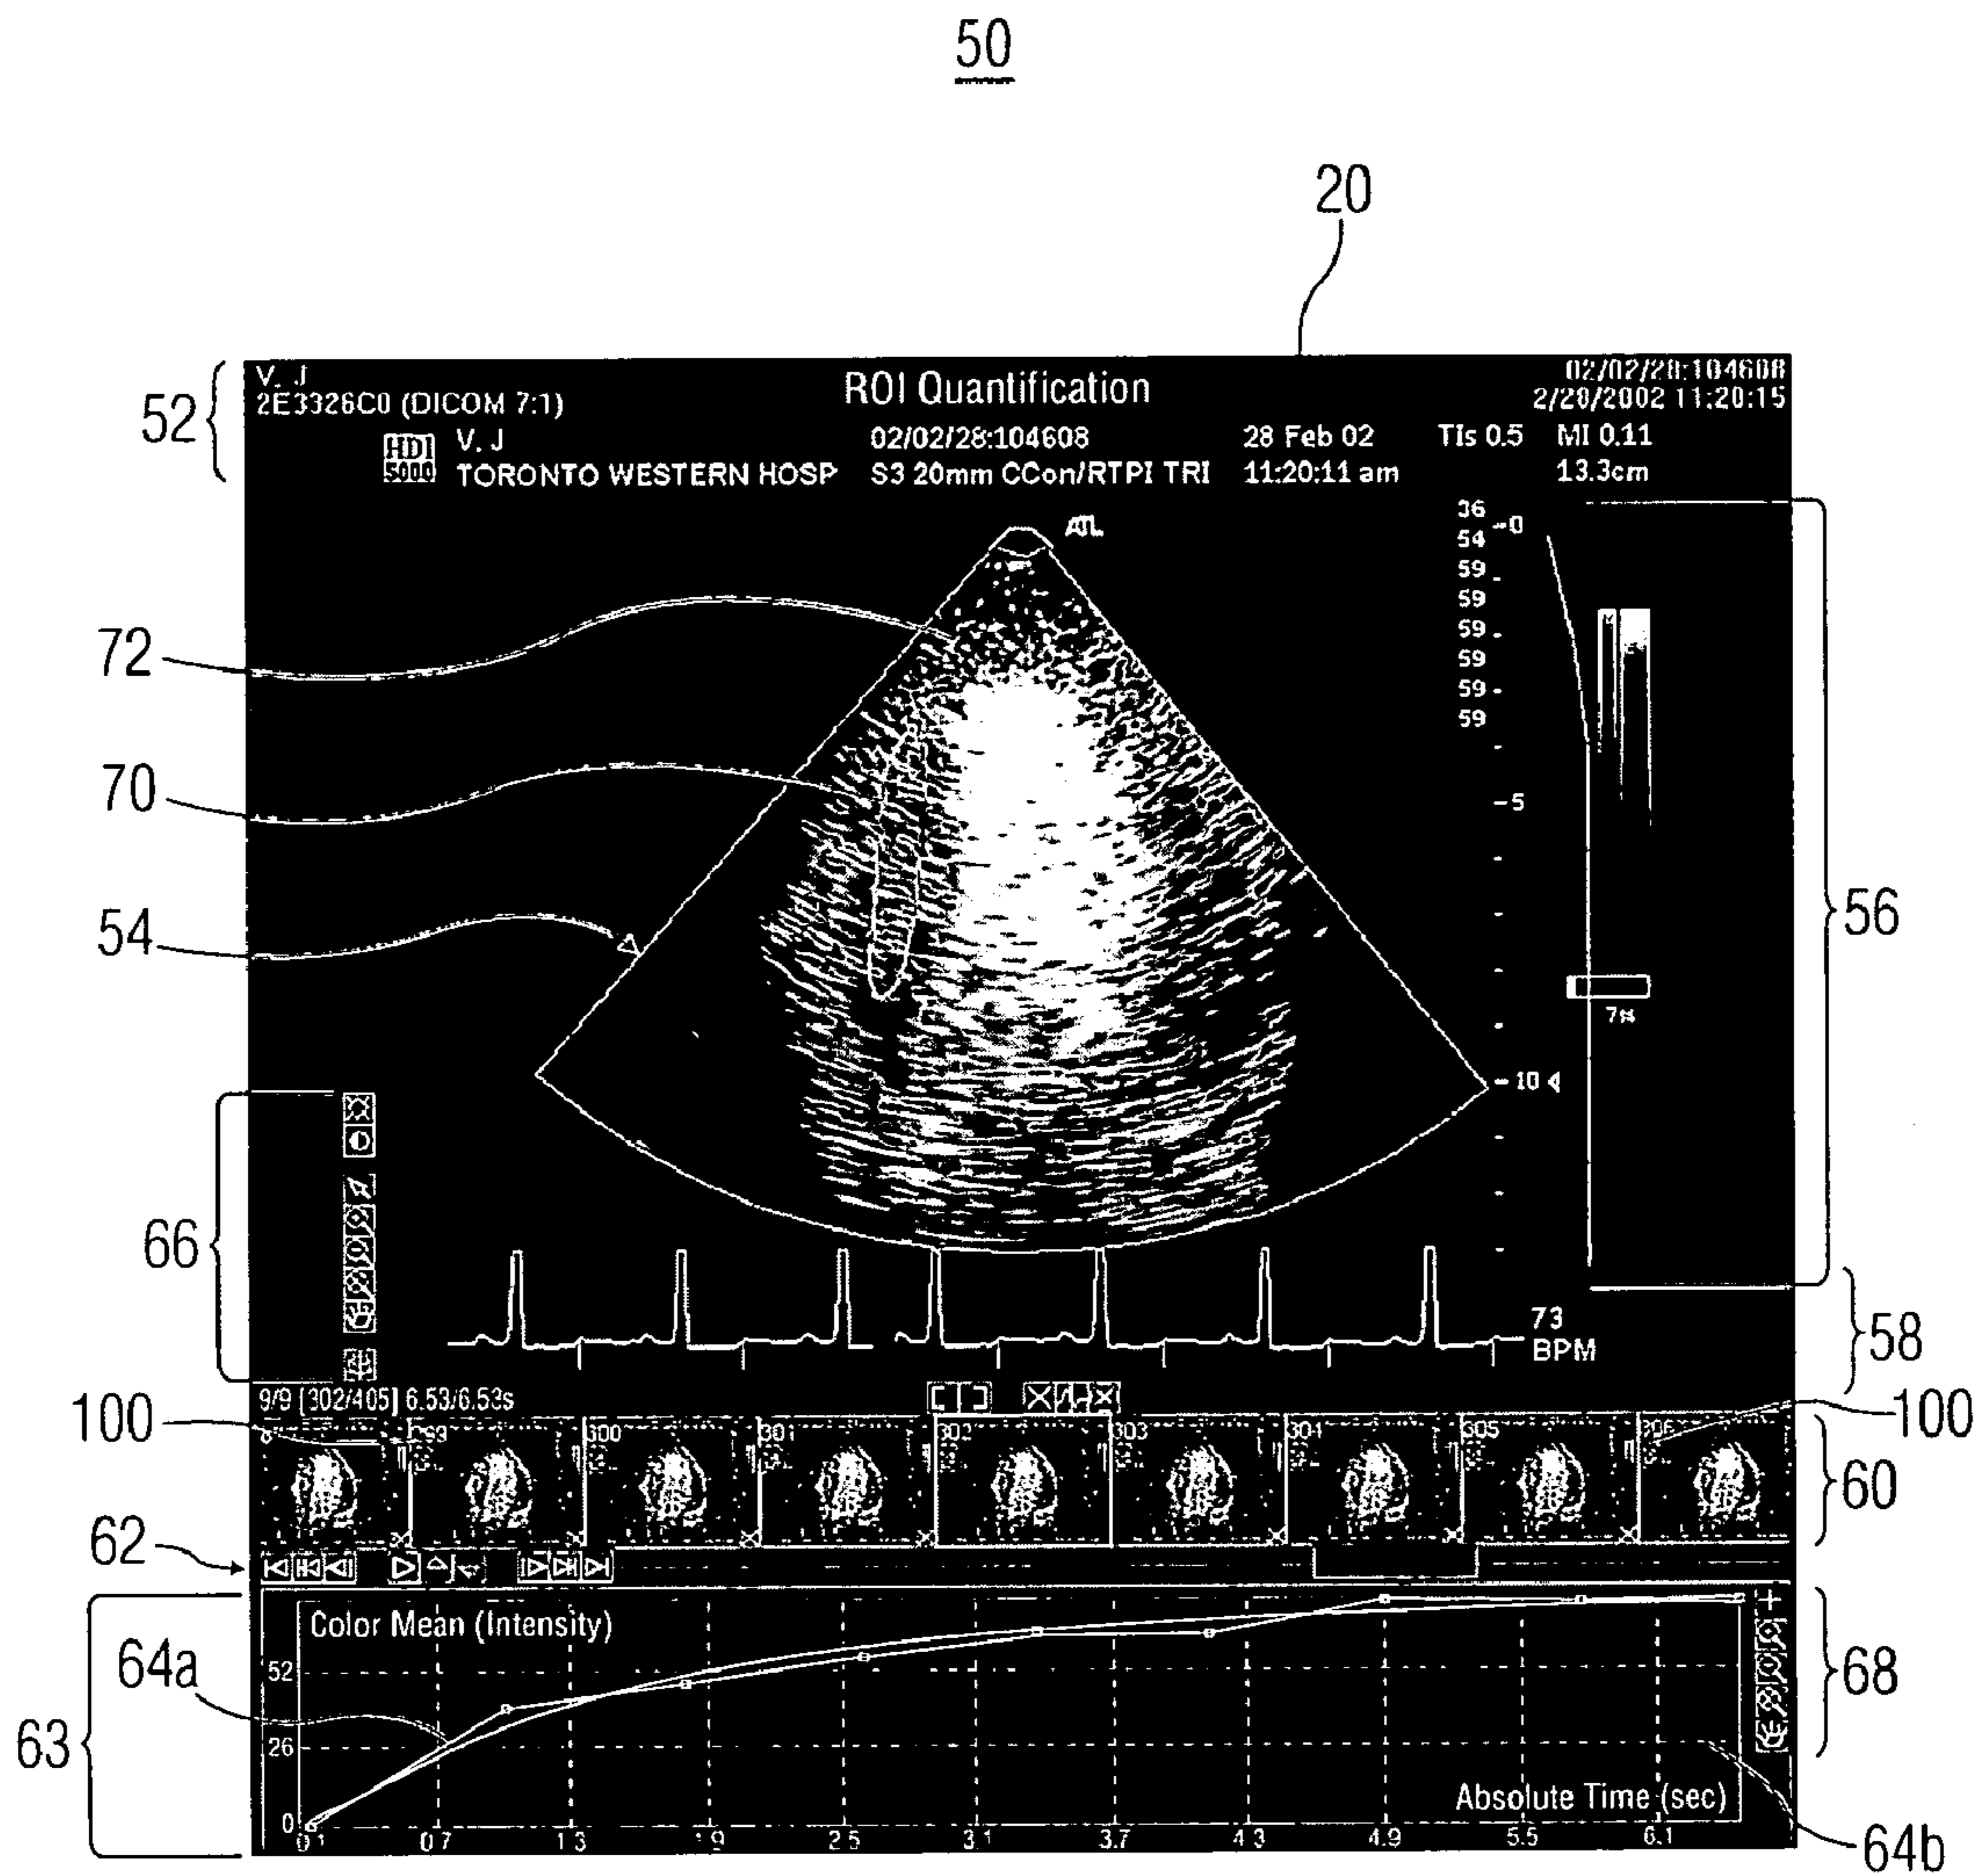 50
20
52
V. J
2E3326C0 (DICOM 7:1)
ROI Quantification
02/02/28:104608
2/20/2002 11:20:15
HDI 5000
V. J
02/02/28:104608
28 Feb 02
TIs 0.5
MI 0.11
TORONTO WESTERN HOSP
S3 20mm CCon/RTPI TRI
11:20:11 am
13.3cm
ATL
36
54
59
59
59
59
59
59
0
5
10
72
70
54
56
66
58
73
BPM
9/9 [302/405] 6.53/6.53s
100
100
300
301
302
303
304
305
306
60
62
63
64a
Color Mean (Intensity)
52
26
0
Absolute Time (sec)
0.1 0.7 1.3 1.9 2.5 3.1 3.7 4.3 4.9 5.5 6.1
68
64b